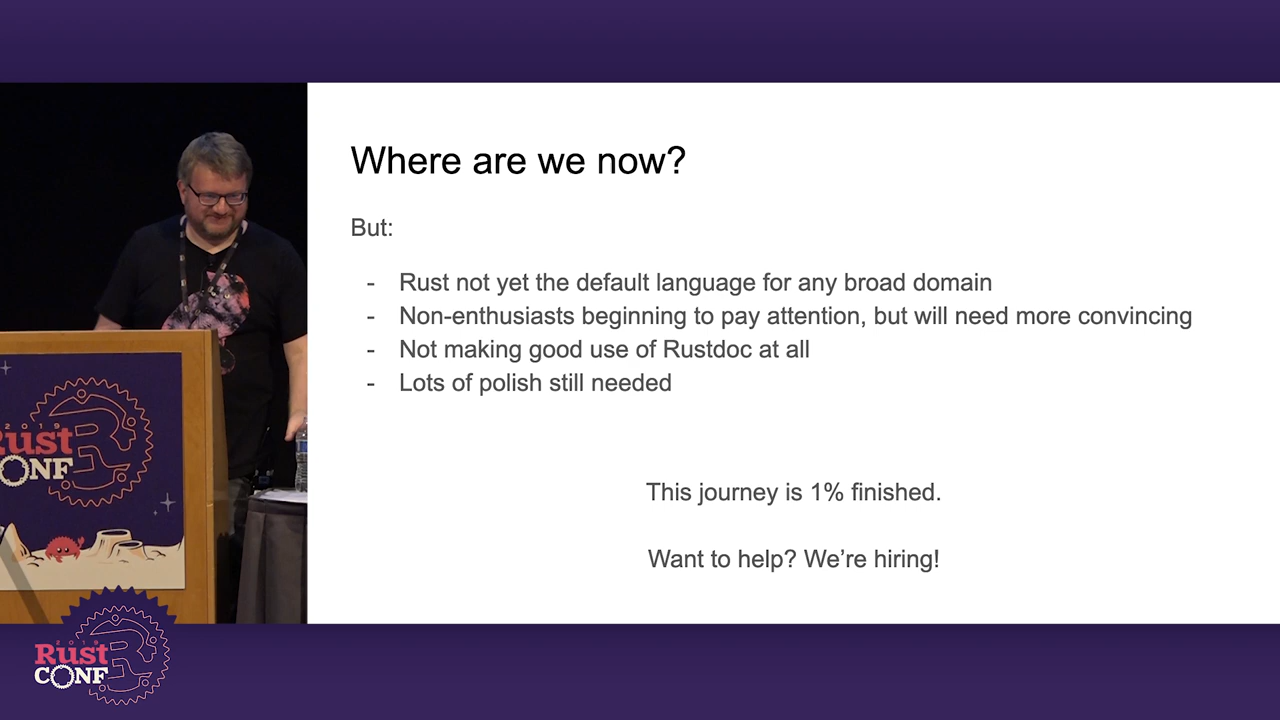 Where are we now?
But:
- Rust not yet the default language for any broad domain
- Non-enthusiasts beginning to pay attention, but will need more convincing
- Not making good use of Rustdoc at all
- Lots of polish still needed
This journey is 1% finished.
Want to help? We’re hiring!
2019
Rust
CONF
2019
Rust
CONF